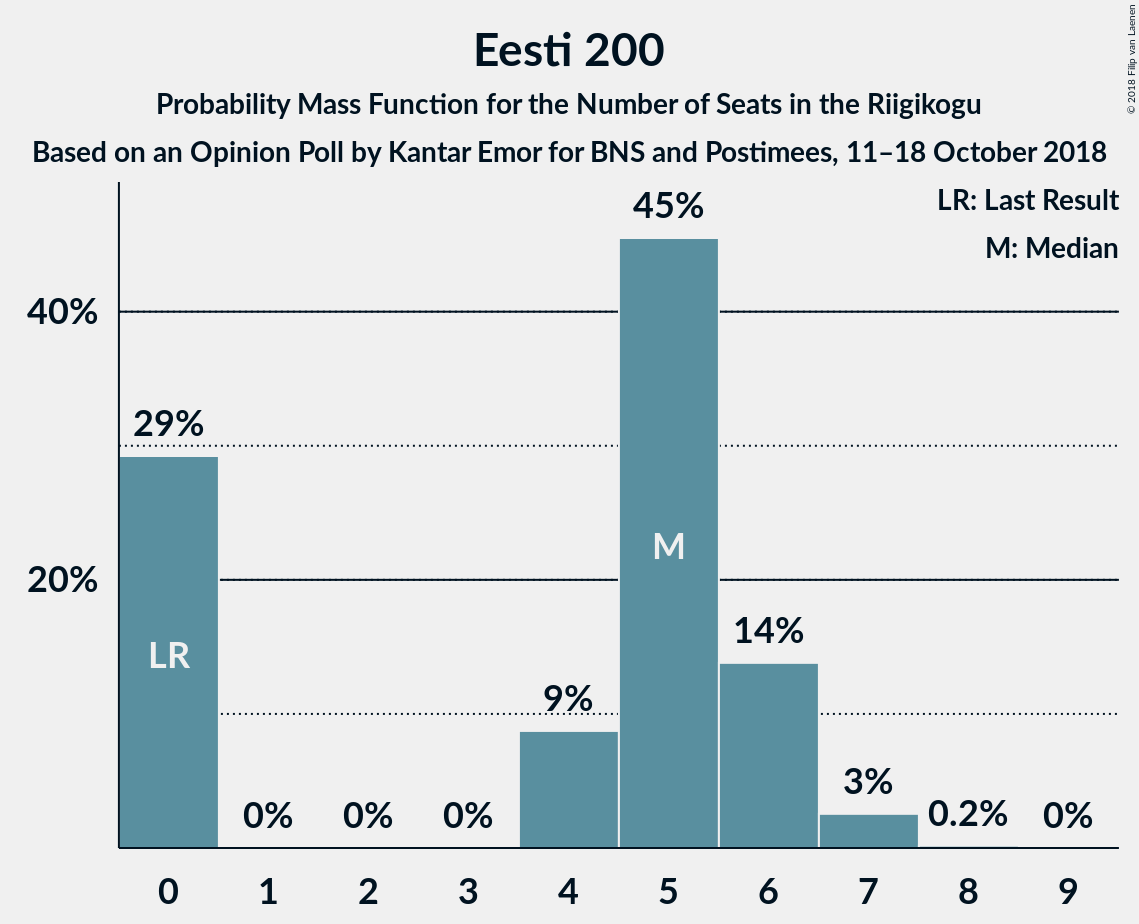 Eesti 200
Probability Mass Function for the Number of Seats in the Riigikogu
Based on an Opinion Poll by Kantar Emor for BNS and Postimees, 11–18 October 2018
© 2018 Filip van Laenen
LR: Last Result
M: Median
40%
20%
29%
0%
0%
0%
9%
45%
14%
3%
0.2%
0%
LR
M
0 1 2 3 4 5 6 7 8 9